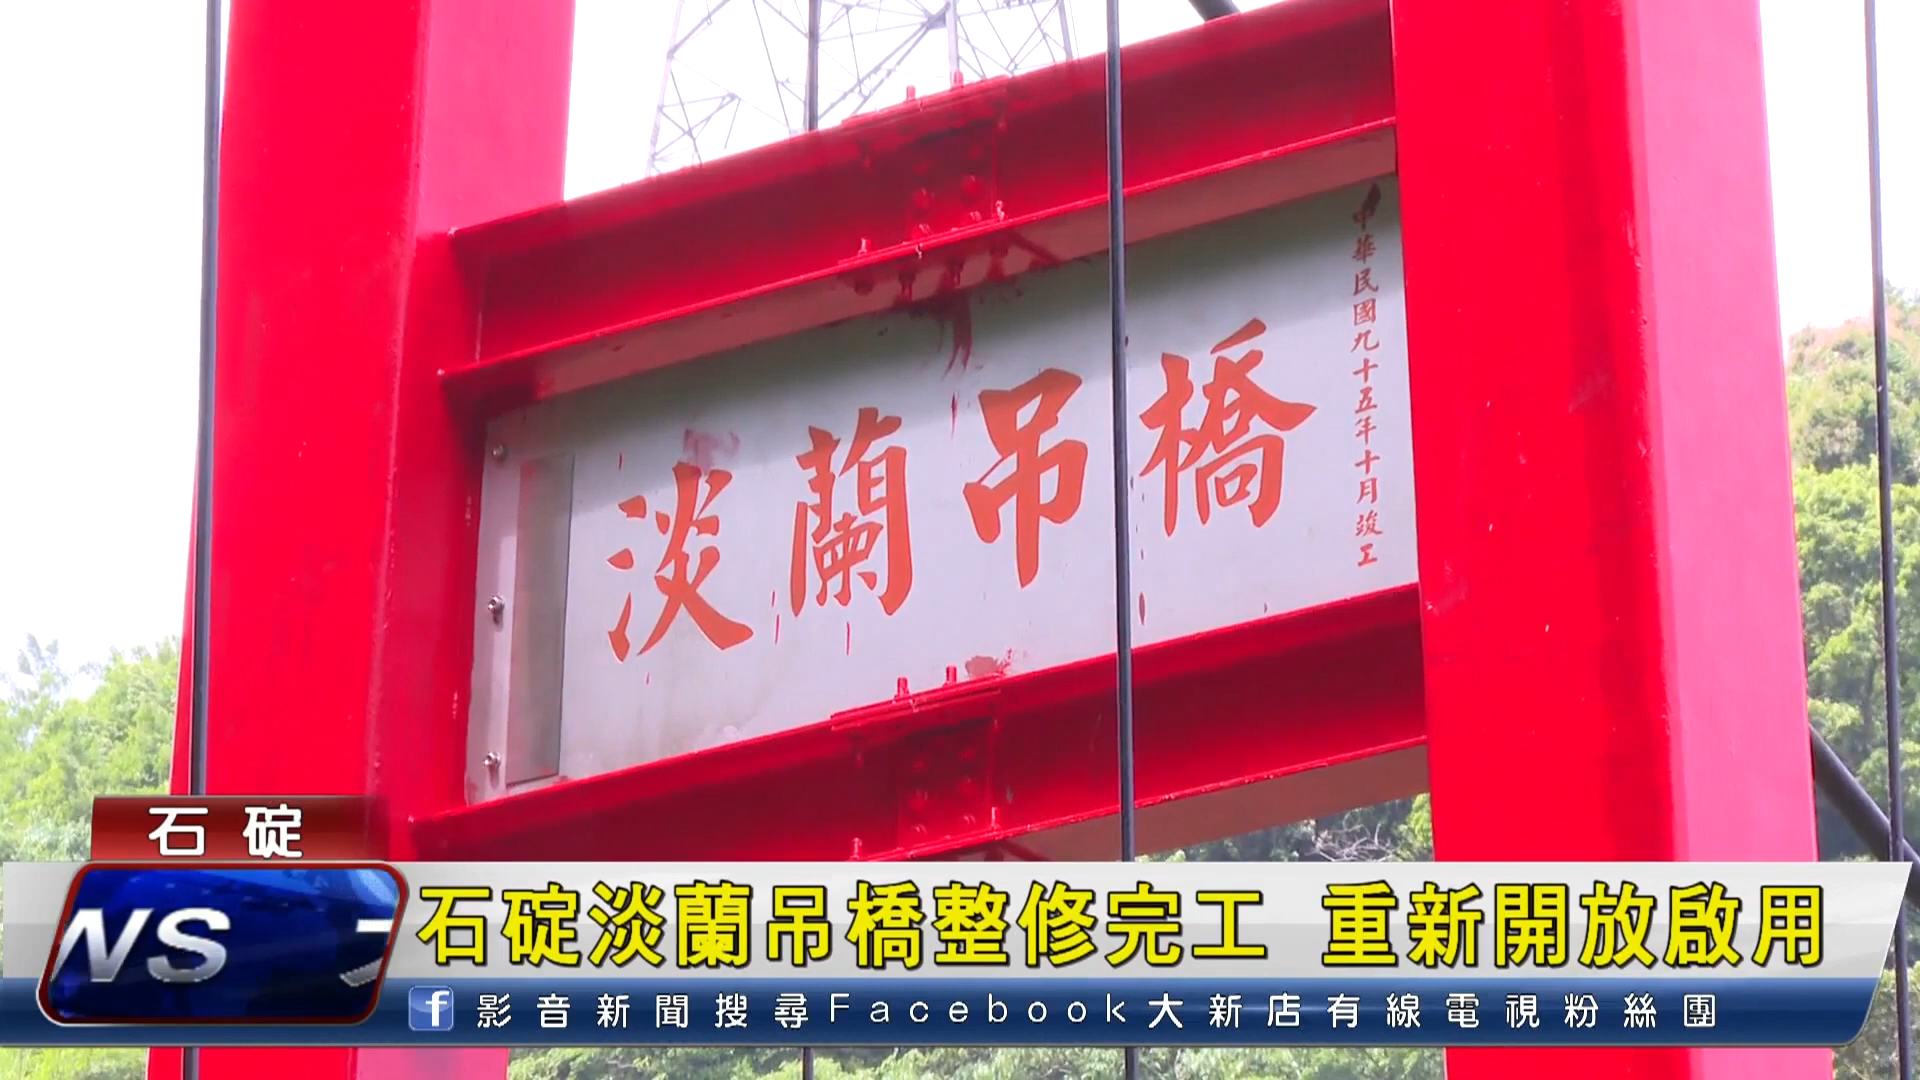 淡蘭吊橋
中華民國九十五年十月竣工
石碇
NS
石碇淡蘭吊橋整修完工 重新開放啟用
f 影音新聞搜尋Facebook大新店有線電視粉絲團